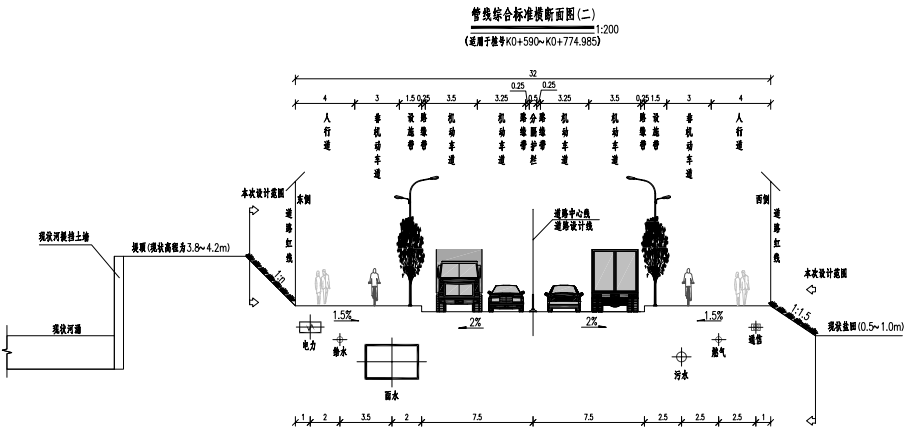 管线综合标准横断面图(二)
1:200
(适用于桩号K0+590~K0+774.985)
32
0.25 0.25
4 3 1.5 0.25 3.5 3.25 0.5 3.25 3.5 0.25 1.5 3 4
人行道 非机动车道 设施带 路缘带 机动车道 机动车道 路缘带 分隔护栏 路缘带 机动车道 机动车道 路缘带 设施带 非机动车道 人行道
本次设计范围
东侧
西侧
道路红线
道路红线
道路中心线
道路设计线
现状河堤挡土墙
堤顶(现状高程为3.8~4.2m)
本次设计范围
1:n
1:1.5
现状河涌
现状盐田(0.5~1.0m)
1.5% 2% 2% 1.5%
电力
给水
雨水
污水
燃气
通信
1 2 3.5 2 7.5 7.5 2.5 2.5 2.5 1